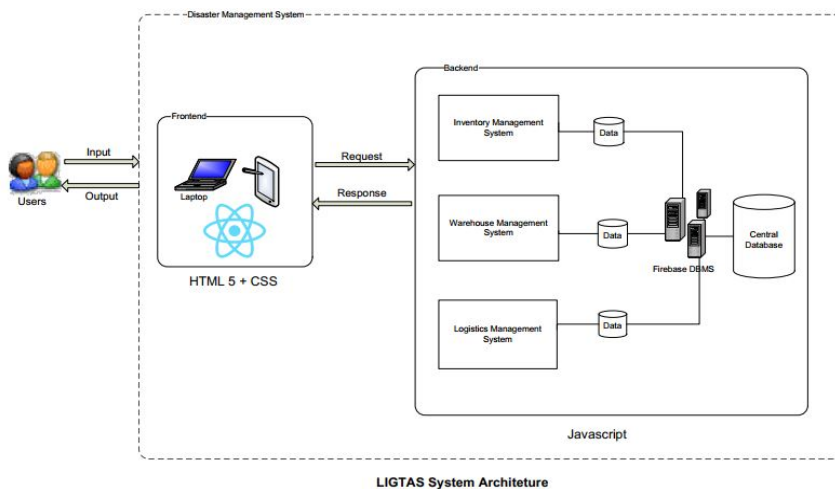 Disaster Management System
Backend
Frontend
Inventory Management
System
Data
Input
Request
Laptop
Response
Output
Users
Warehouse Management
System
Data
Central
Database
Firebase DBMS
HTML 5 + CSS
Logistics Management
System
Data
Javascript
LIGTAS System Architeture